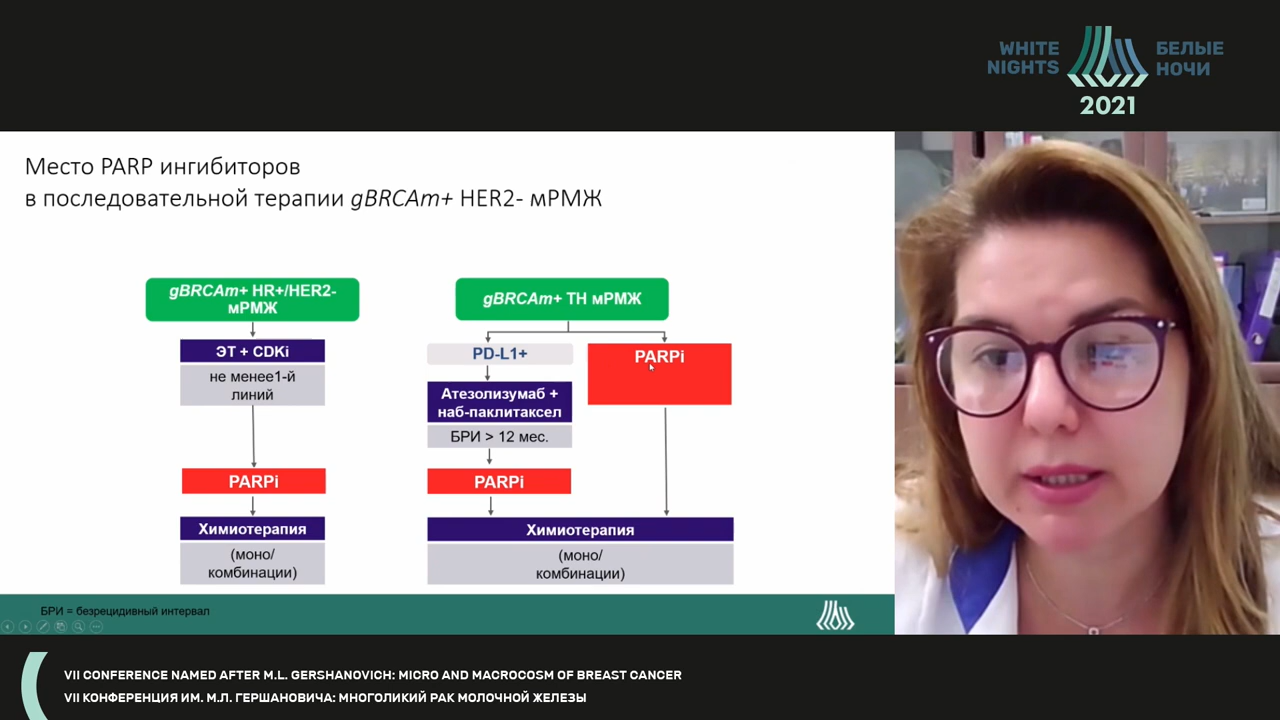 WHITE
NIGHTS
БЕЛЫЕ
НОЧИ
2021
Место PARP ингибиторов
в последовательной терапии gBRCAm+ HER2- мРМЖ
gBRCAm+ HR+/HER2-
мРМЖ
ЭТ + CDKi
не менее1-й
линий
PARPi
Химиотерапия
(моно/
комбинации)
gBRCAm+ ТН мРМЖ
PD-L1+
Атезолизумаб +
наб-паклитаксел
БРИ > 12 мес.
PARPi
PARPi
Химиотерапия
(моно/
комбинации)
БРИ = безрецидивный интервал
VII CONFERENCE NAMED AFTER M.L. GERSHANOVICH: MICRO AND MACROCOSM OF BREAST CANCER
VII КОНФЕРЕНЦИЯ ИМ. М.Л. ГЕРШАНОВИЧА: МНОГОЛИКИЙ РАК МОЛОЧНОЙ ЖЕЛЕЗЫ